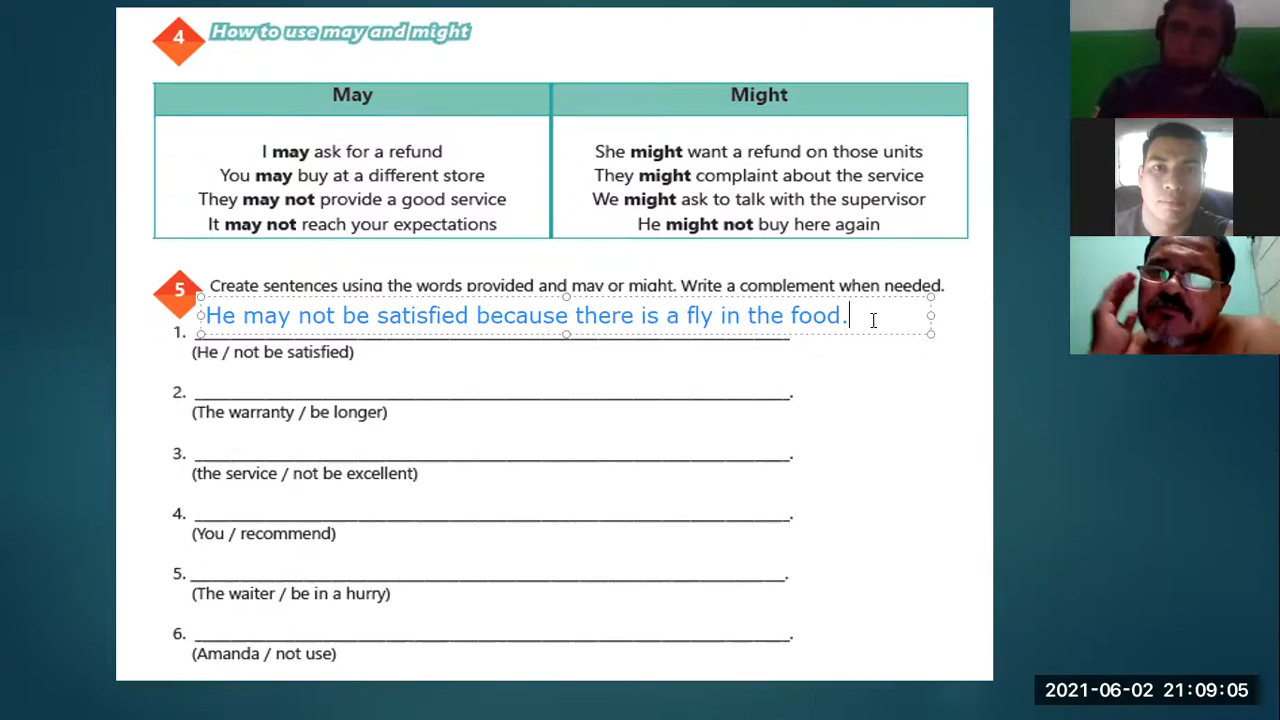 4 How to use may and might
May Might
I may ask for a refund She might want a refund on those units
You may buy at a different store They might complaint about the service
They may not provide a good service We might ask to talk with the supervisor
It may not reach your expectations He might not buy here again
5 Create sentences using the words provided and may or might. Write a complement when needed.
He may not be satisfied because there is a fly in the food.
1. 
(He / not be satisfied)
2. .
(The warranty / be longer)
3. .
(the service / not be excellent)
4. .
(You / recommend)
5. .
(The waiter / be in a hurry)
6. .
(Amanda / not use)
2021-06-02 21:09:05